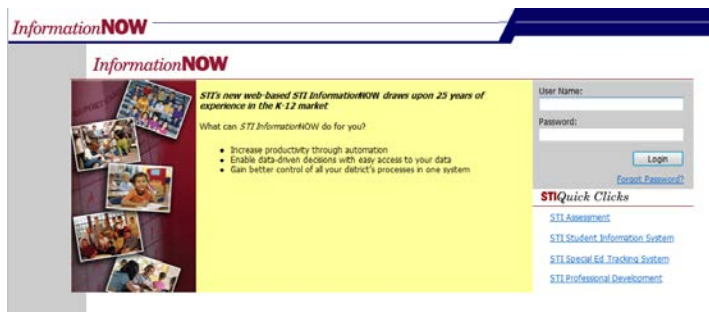 InformationNOW
InformationNOW
STI's new web-based STI InformationNOW draws upon 25 years of
experience in the K-12 market
What can STI InformationNOW do for you?
• Increase productivity through automation
• Enable data-driven decisions with easy access to your data
• Gain better control of all your district's processes in one system
User Name:
Password:
Login
Forgot Password?
STIQuick Clicks
STI Assessment
STI Student Information System
STI Special Ed Tracking System
STI Professional Development